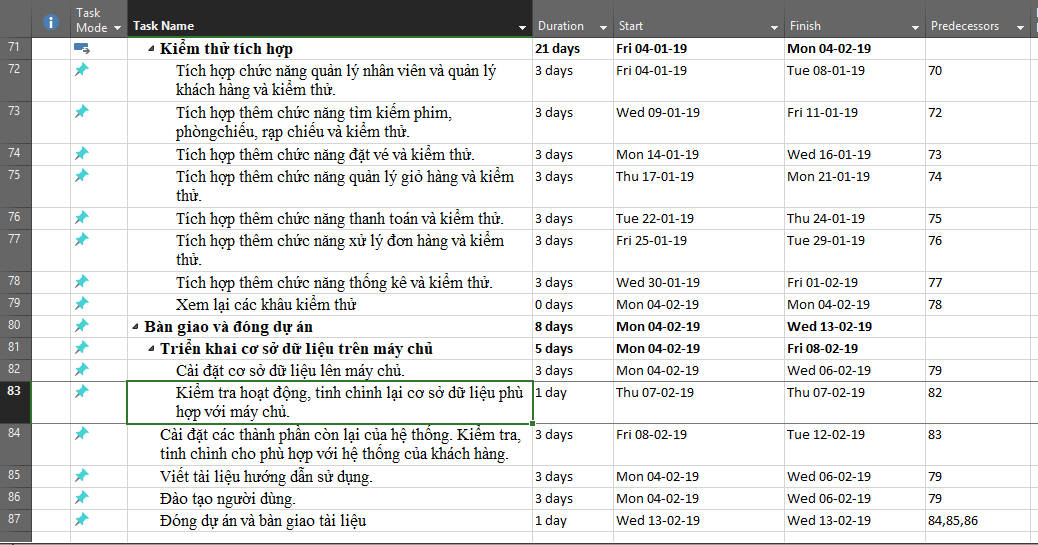 Task Mode Task Name Duration Start Finish Predecessors
71 Kiểm thử tích hợp 21 days Fri 04-01-19 Mon 04-02-19
72 Tích hợp chức năng quản lý nhân viên và quản lý 3 days Fri 04-01-19 Tue 08-01-19 70
khách hàng và kiểm thử.
73 Tích hợp thêm chức năng tìm kiếm phim, 3 days Wed 09-01-19 Fri 11-01-19 72
phòngchiếu, rạp chiếu và kiểm thử.
74 Tích hợp thêm chức năng đặt vé và kiểm thử. 3 days Mon 14-01-19 Wed 16-01-19 73
75 Tích hợp thêm chức năng quản lý giỏ hàng và kiểm 3 days Thu 17-01-19 Mon 21-01-19 74
thử.
76 Tích hợp thêm chức năng thanh toán và kiểm thử. 3 days Tue 22-01-19 Thu 24-01-19 75
77 Tích hợp thêm chức năng xử lý đơn hàng và kiểm 3 days Fri 25-01-19 Tue 29-01-19 76
thử.
78 Tích hợp thêm chức năng thống kê và kiểm thử. 3 days Wed 30-01-19 Fri 01-02-19 77
79 Xem lại các khâu kiểm thử 0 days Mon 04-02-19 Mon 04-02-19 78
80 Bàn giao và đóng dự án 8 days Mon 04-02-19 Wed 13-02-19
81 Triển khai cơ sở dữ liệu trên máy chủ 5 days Mon 04-02-19 Fri 08-02-19
82 Cài đặt cơ sở dữ liệu lên máy chủ. 3 days Mon 04-02-19 Wed 06-02-19 79
83 Kiểm tra hoạt động, tinh chỉnh lại cơ sở dữ liệu phù 1 day Thu 07-02-19 Thu 07-02-19 82
hợp với máy chủ.
84 Cài đặt các thành phần còn lại của hệ thống. Kiểm tra, 3 days Fri 08-02-19 Tue 12-02-19 83
tinh chỉnh cho phù hợp với hệ thống của khách hàng.
85 Viết tài liệu hướng dẫn sử dụng. 3 days Mon 04-02-19 Wed 06-02-19 79
86 Đào tạo người dùng. 3 days Mon 04-02-19 Wed 06-02-19 79
87 Đóng dự án và bàn giao tài liệu 1 day Wed 13-02-19 Wed 13-02-19 84,85,86